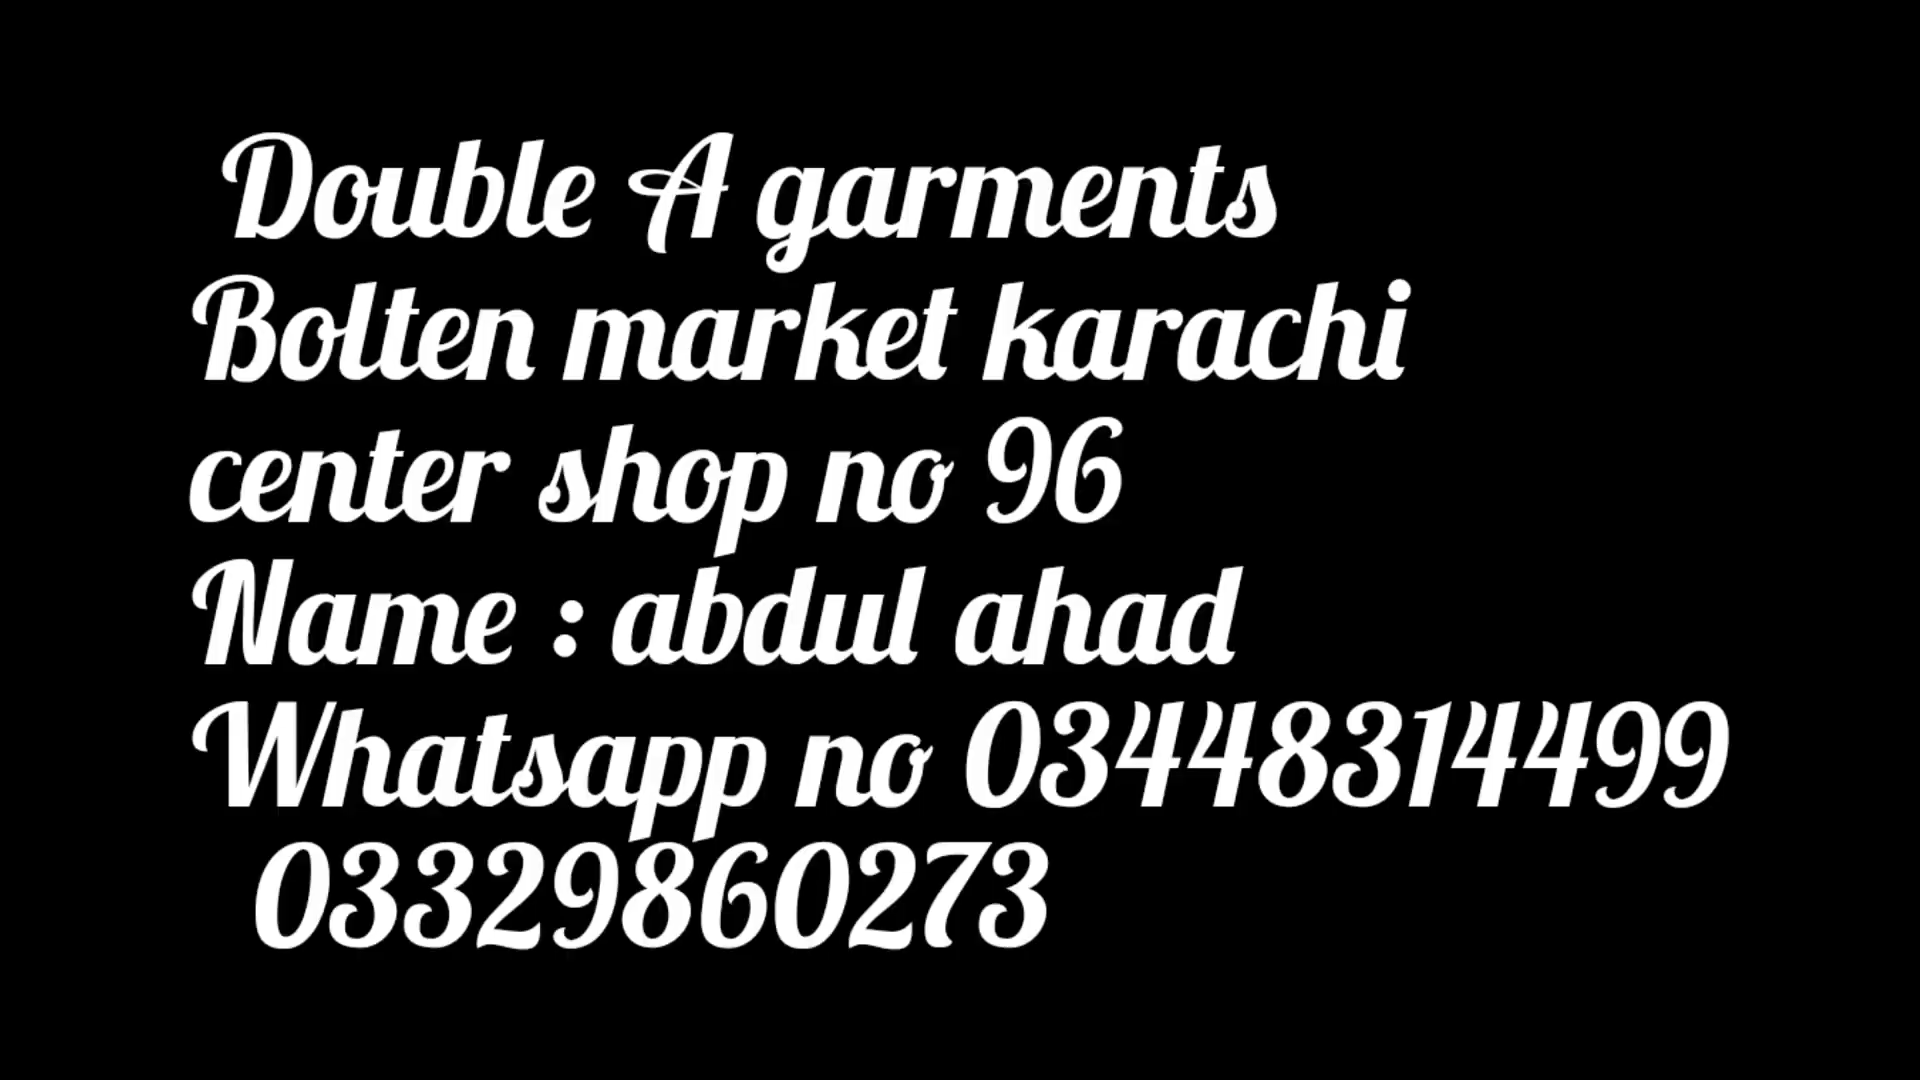 Double A garments
Bolten market karachi
center shop no 96
Name : abdul ahad
Whatsapp no 03448314499
03329860273